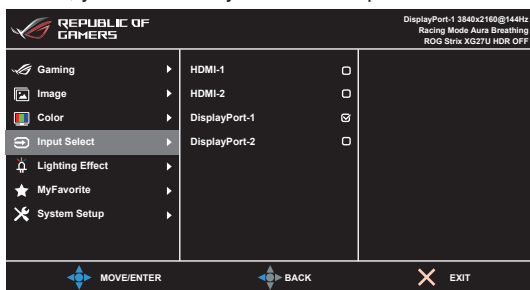 REPUBLIC OF
GAMERS
DisplayPort-1 3840x2160@144Hz
Racing Mode Aura Breathing
ROG Strix XG27U HDR OFF
Gaming
Image
Color
Input Select
Lighting Effect
MyFavorite
System Setup
HDMI-1
HDMI-2
DisplayPort-1
DisplayPort-2
MOVE/ENTER
BACK
EXIT